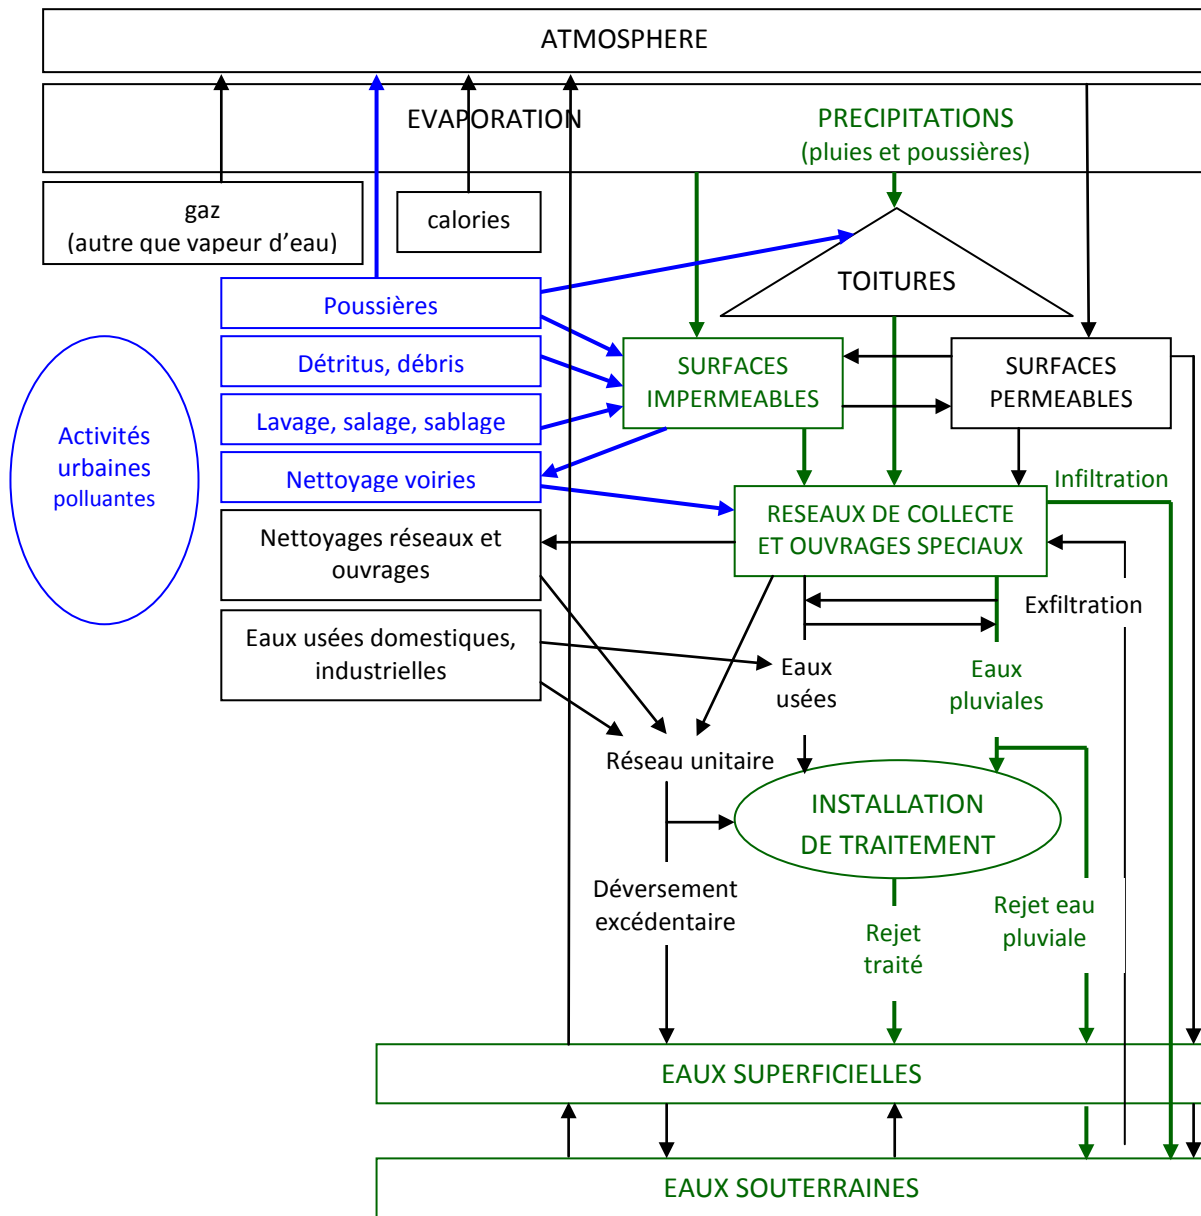 ATMOSPHERE
EVAPORATION
PRECIPITATIONS
(pluies et poussières)
gaz
(autre que vapeur d’eau)
calories
TOITURES
Poussières
Détritus, débris
Lavage, salage, sablage
Nettoyage voiries
Activités
urbaines
polluantes
SURFACES
IMPERMEABLES
SURFACES
PERMEABLES
Infiltration
RESEAUX DE COLLECTE
ET OUVRAGES SPECIAUX
Nettoyages réseaux et
ouvrages
Exfiltration
Eaux usées domestiques,
industrielles
Eaux
usées
Eaux
pluviales
Réseau unitaire
INSTALLATION
DE TRAITEMENT
Déversement
excédentaire
Rejet
traité
Rejet eau
pluviale
EAUX SUPERFICIELLES
EAUX SOUTERRAINES